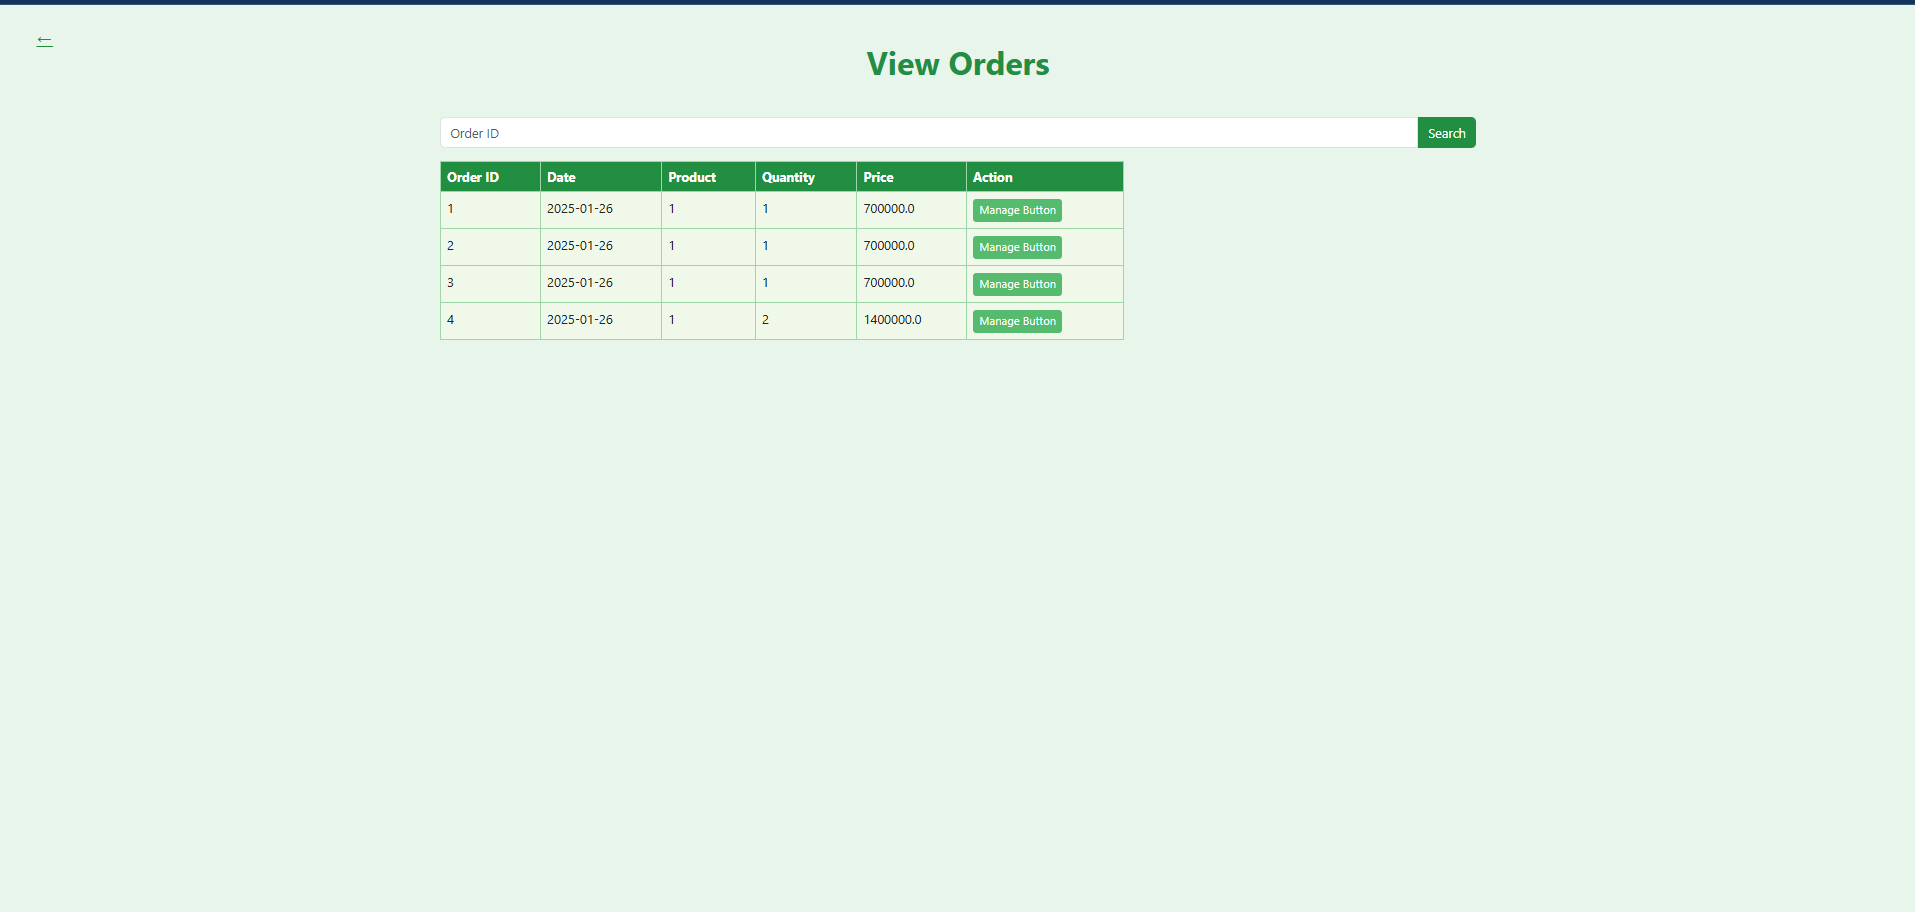 ←
View Orders
Order ID Search
Order ID Date Product Quantity Price Action
1 2025-01-26 1 1 700000.0 Manage Button
2 2025-01-26 1 1 700000.0 Manage Button
3 2025-01-26 1 1 700000.0 Manage Button
4 2025-01-26 1 2 1400000.0 Manage Button